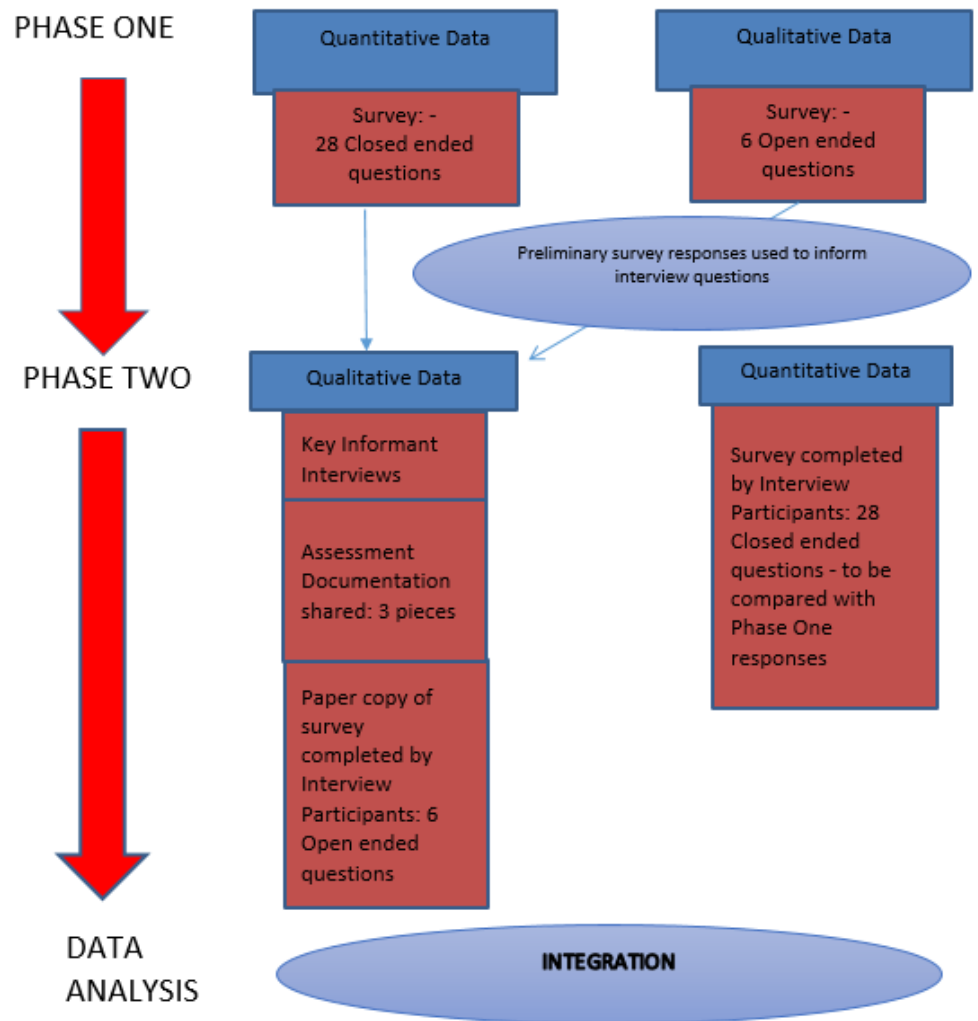 PHASE ONE
Quantitative Data
Survey: -
28 Closed ended
questions
Qualitative Data
Survey: -
6 Open ended
questions
Preliminary survey responses used to inform
interview questions
PHASE TWO
Qualitative Data
Key Informant
Interviews
Assessment
Documentation
shared: 3 pieces
Paper copy of
survey
completed by
Interview
Participants: 6
Open ended
questions
Quantitative Data
Survey completed
by Interview
Participants: 28
Closed ended
questions - to be
compared with
Phase One
responses
DATA
ANALYSIS
INTEGRATION